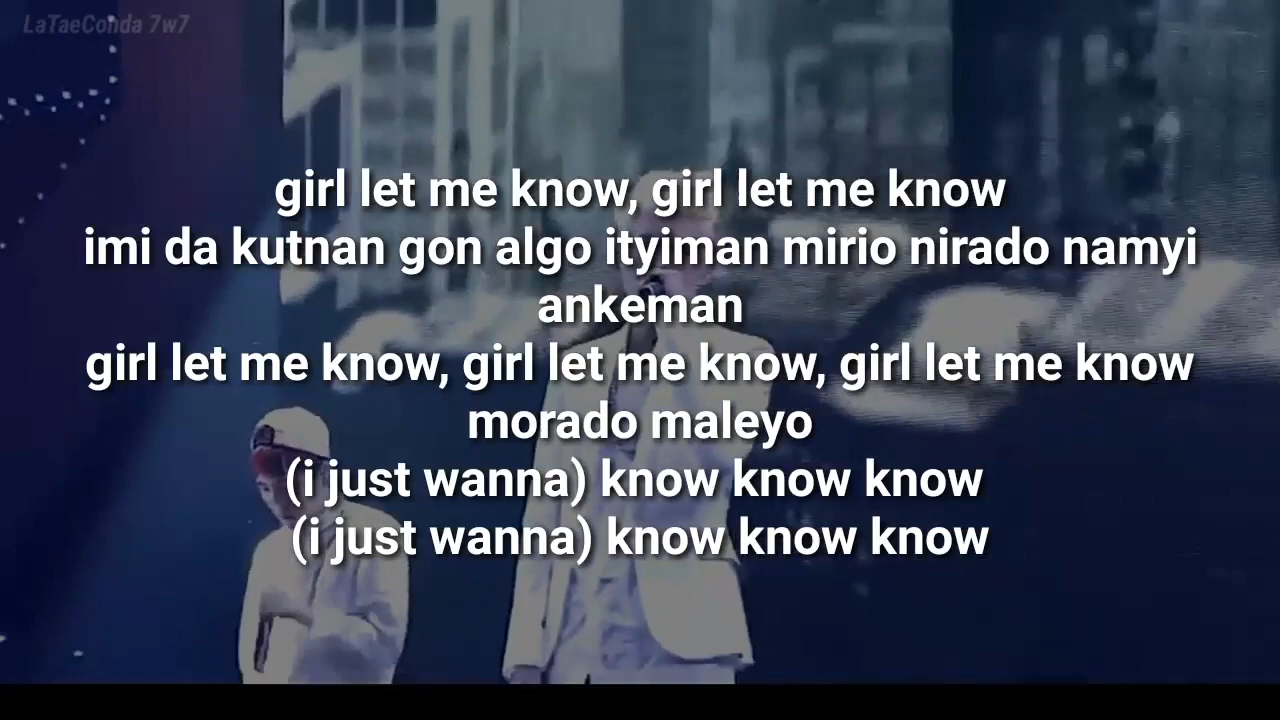 LaTaeConda 7w7
girl let me know, girl let me know
imi da kutnan gon algo ityiman mirio nirado namyi
ankeman
girl let me know, girl let me know, girl let me know
morado maleyo
(i just wanna) know know know
(i just wanna) know know know